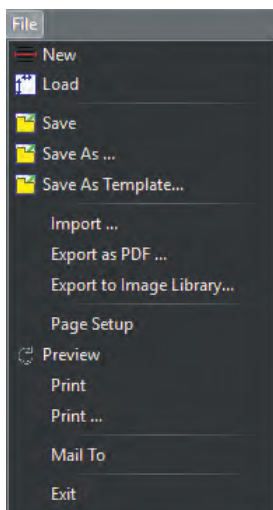 File
New
Load
Save
Save As ...
Save As Template...
Import ...
Export as PDF ...
Export to Image Library...
Page Setup
Preview
Print
Print ...
Mail To
Exit